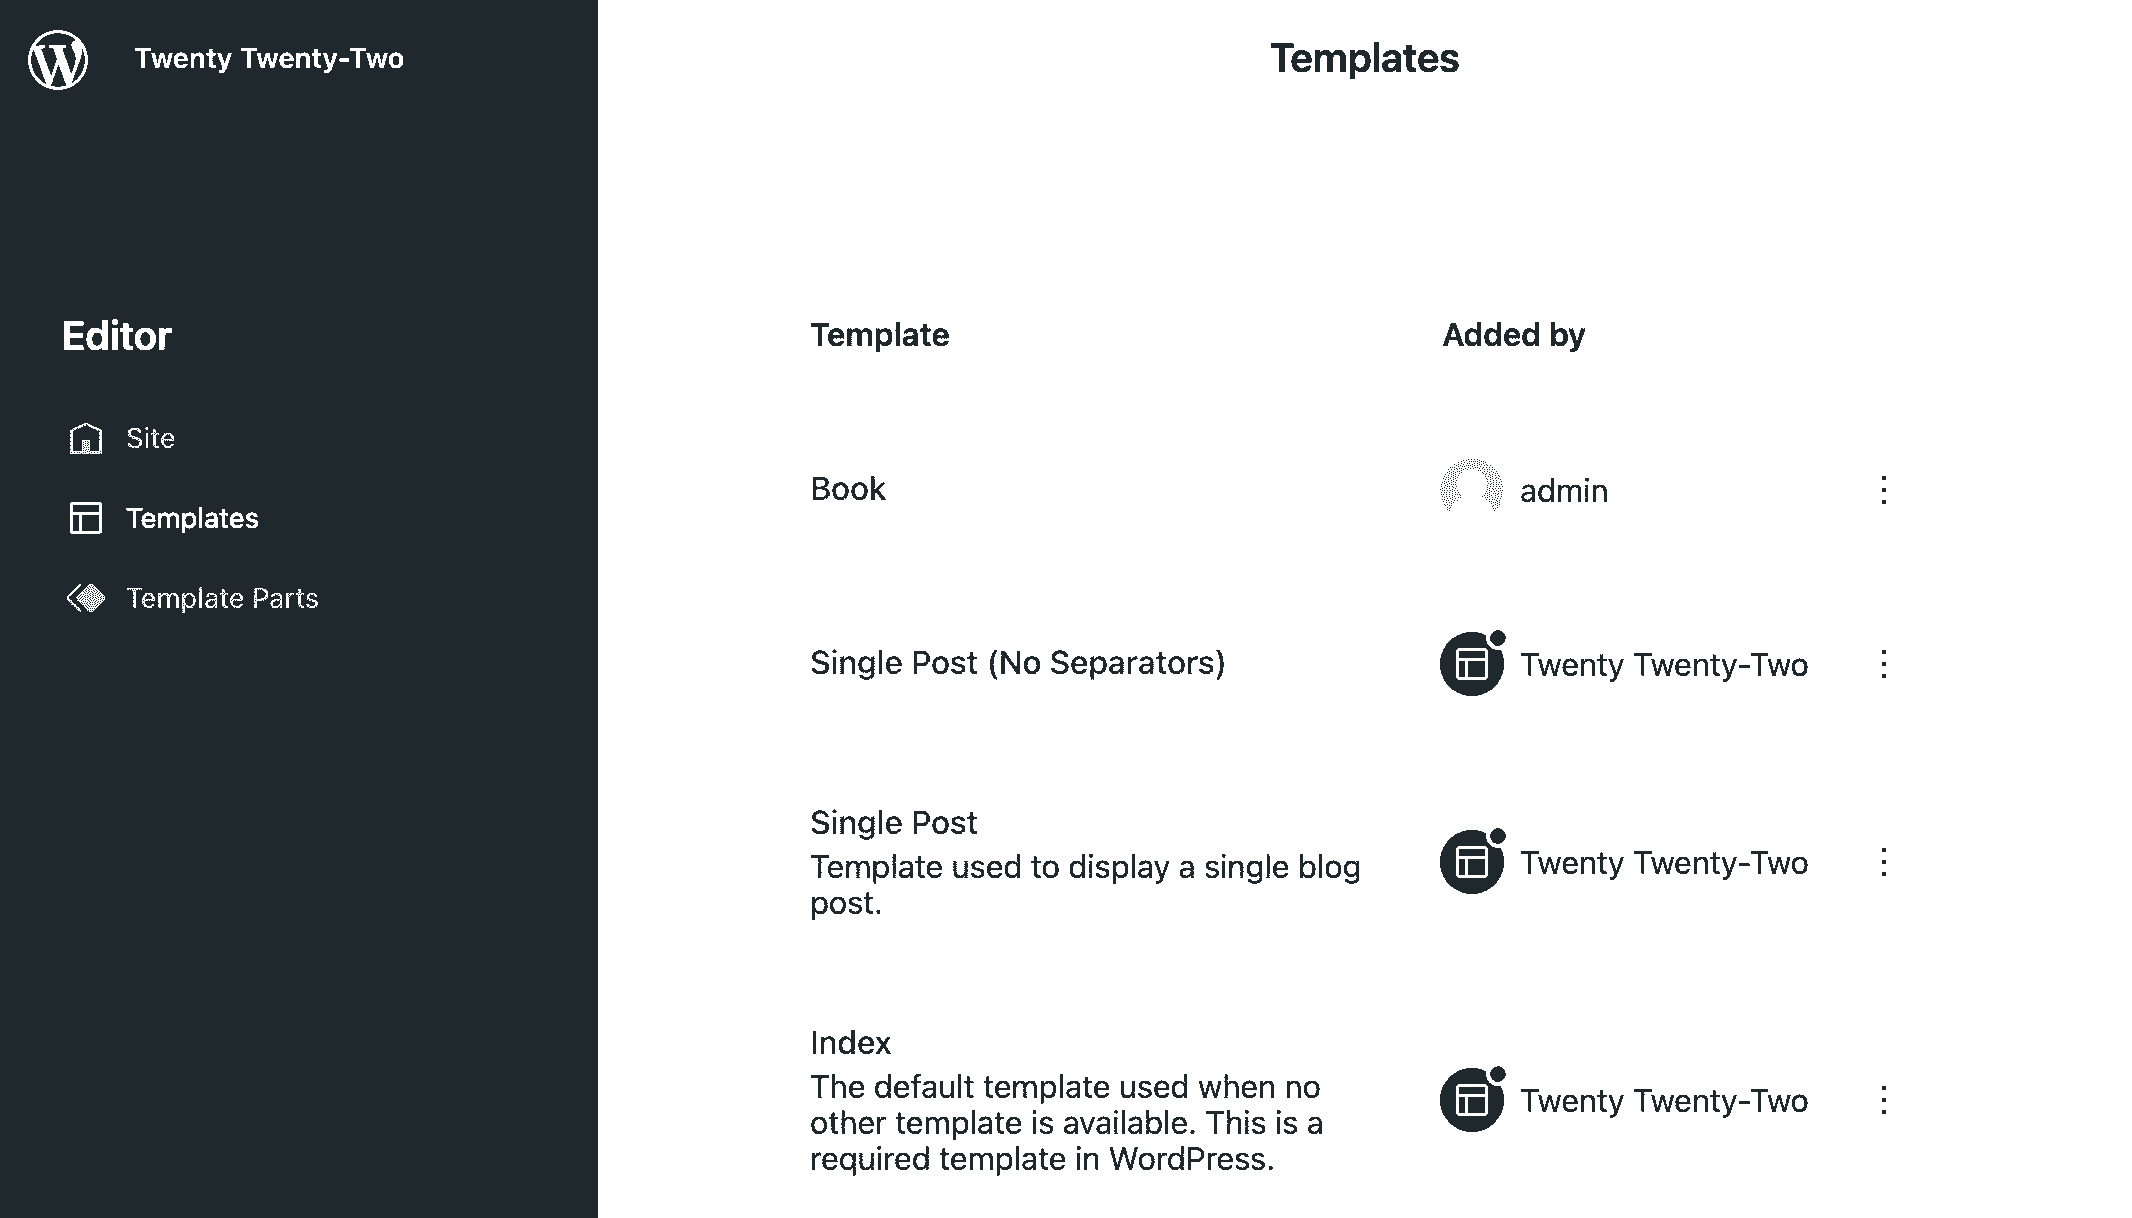 Twenty Twenty-Two
Templates
Editor
Site
Templates
Template Parts
Template
Added by
Book
admin
Single Post (No Separators)
Twenty Twenty-Two
Single Post
Template used to display a single blog
post.
Twenty Twenty-Two
Index
The default template used when no
other template is available. This is a
required template in WordPress.
Twenty Twenty-Two